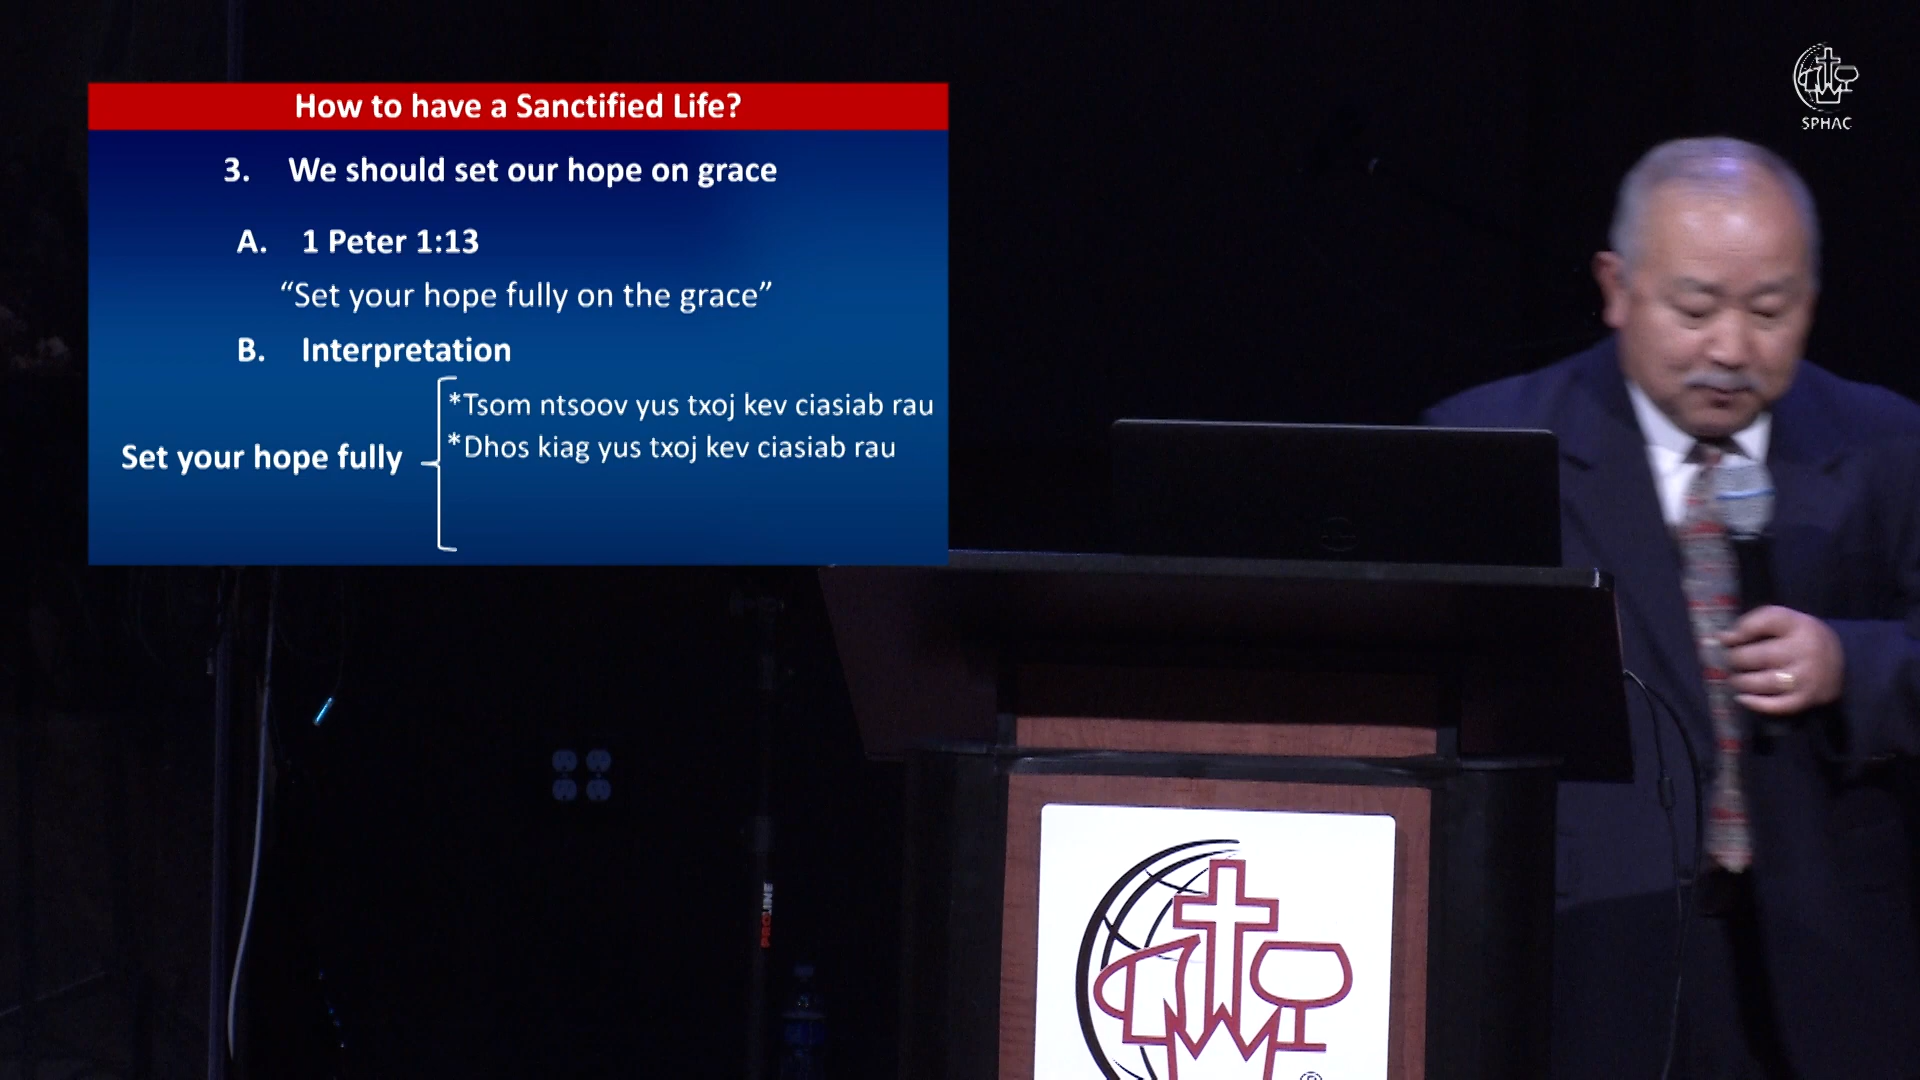 How to have a Sanctified Life?
3. We should set our hope on grace
A. 1 Peter 1:13
“Set your hope fully on the grace”
B. Interpretation
*Tsom ntsoov yus txoj kev ciasiab rau
*Dhos kiag yus txoj kev ciasiab rau
Set your hope fully
SPHAC
PROLINE
®